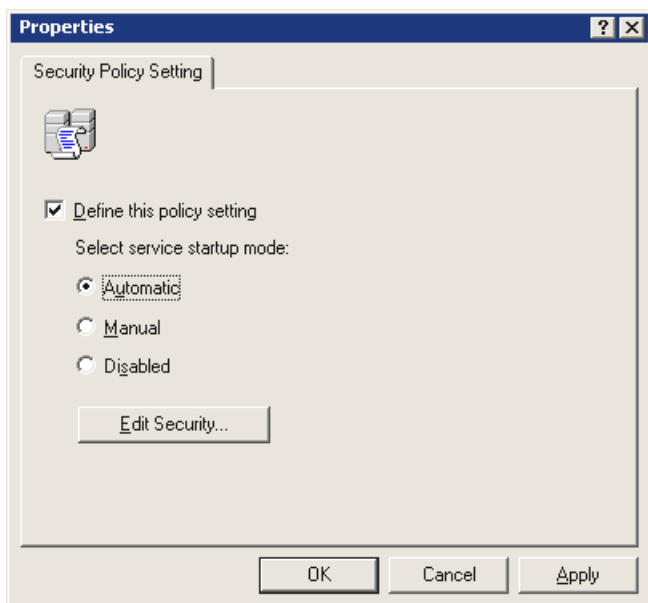 Properties
Security Policy Setting
Define this policy setting
Select service startup mode:
Automatic
Manual
Disabled
Edit Security...
OK Cancel Apply